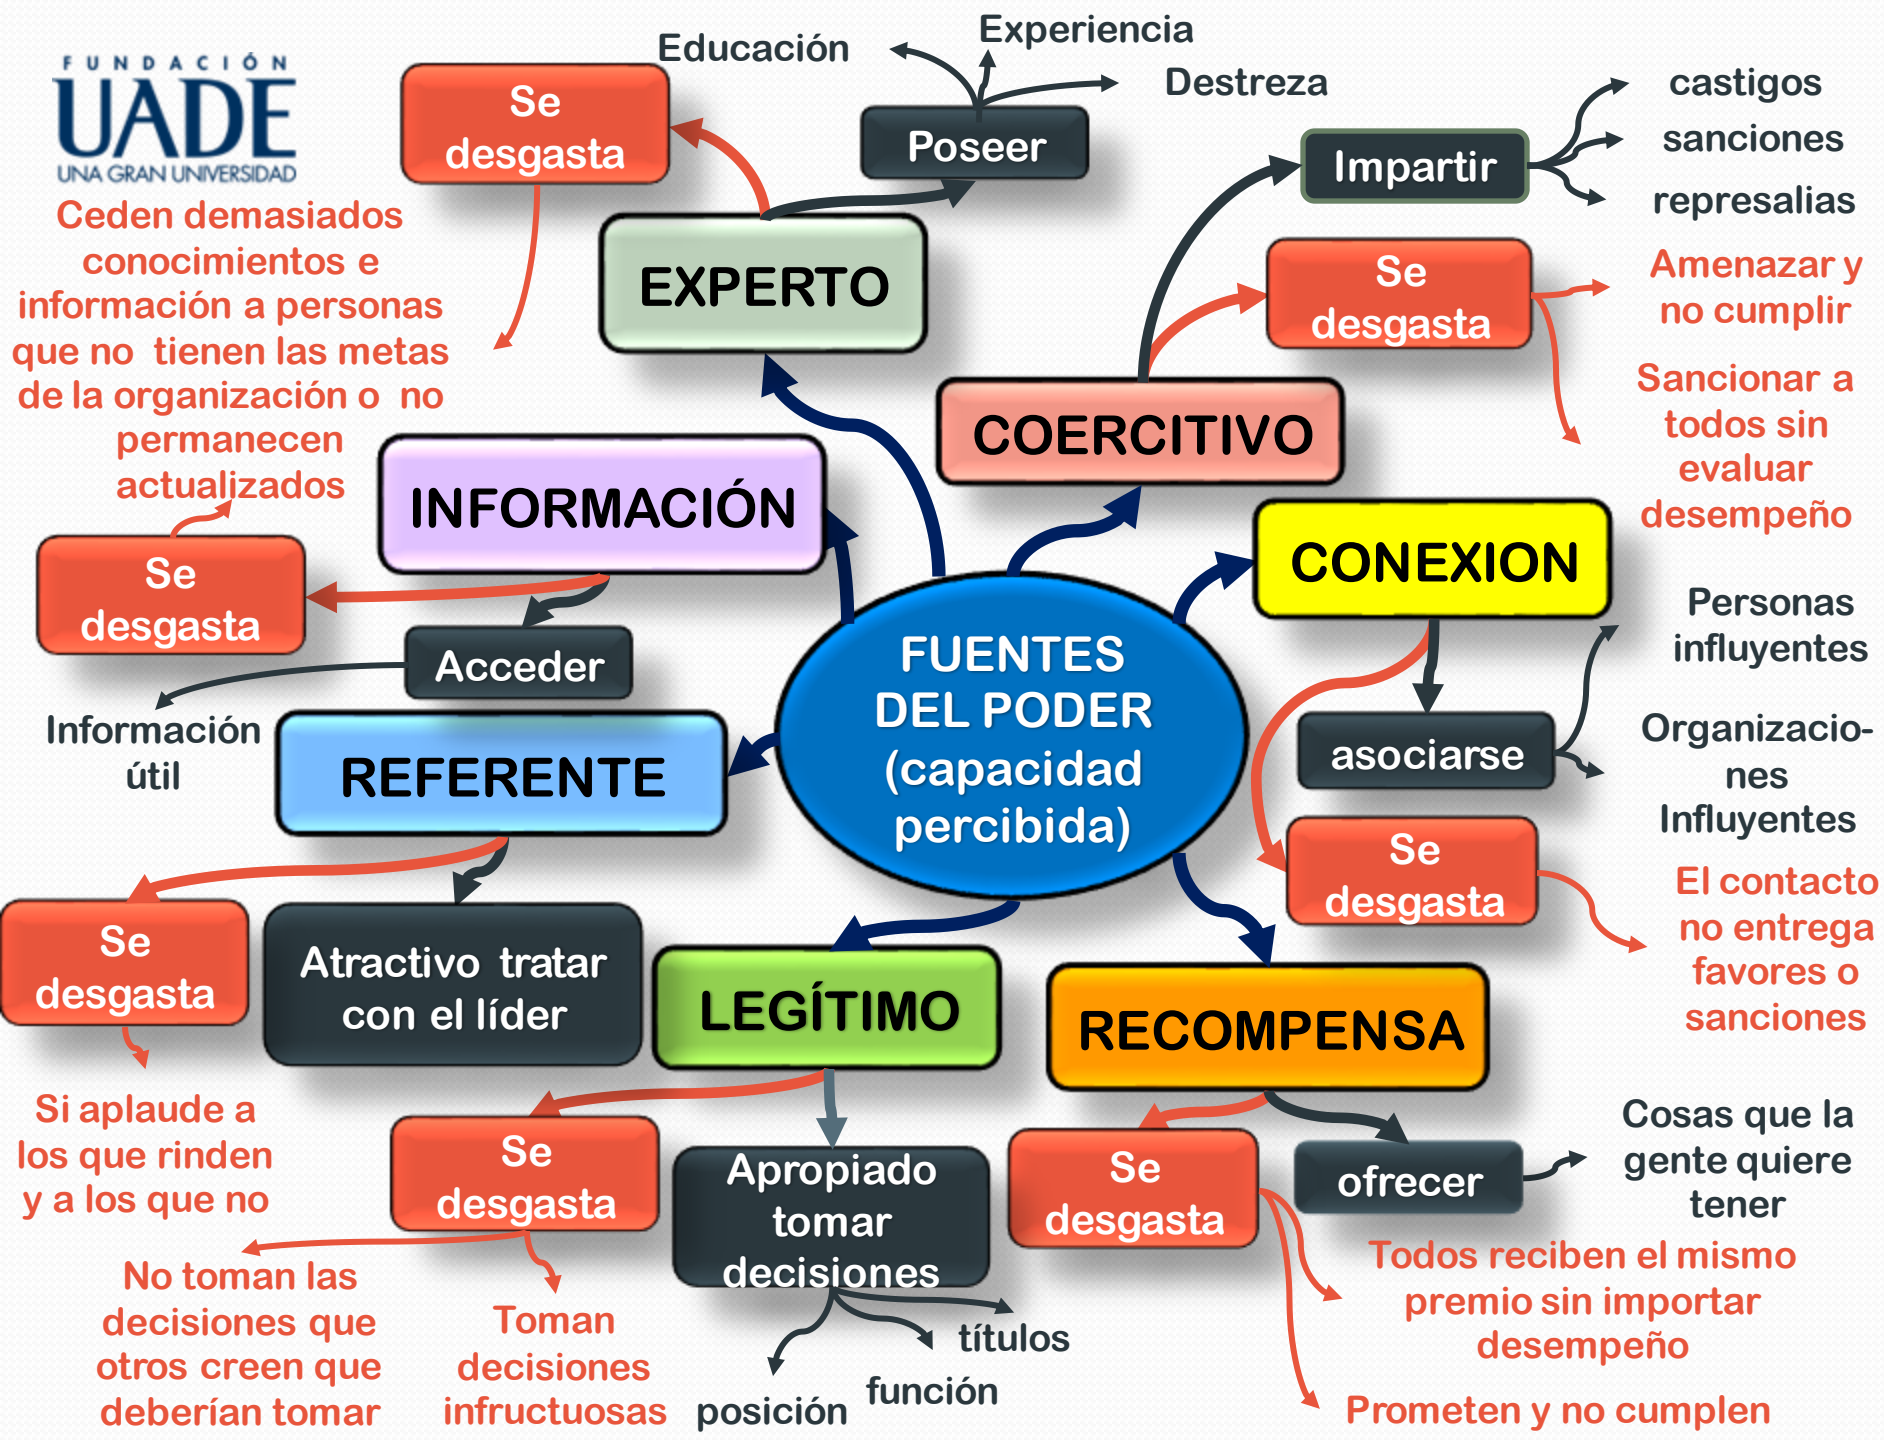 FUNDACIÓN
UADE
UNA GRAN UNIVERSIDAD
Educación
Experiencia
Destreza
Poseer
Se
desgasta
Ceden demasiados
conocimientos e
información a personas
que no tienen las metas
de la organización o no
permanecen
actualizados
EXPERTO
Impartir
castigos
sanciones
represalias
Se
desgasta
Amenazar y
no cumplir
Sancionar a
todos sin
evaluar
desempeño
COERCITIVO
INFORMACIÓN
Se
desgasta
Acceder
Información
útil
CONEXION
Personas
influyentes
asociarse
Organizacio-
nes
Influyentes
Se
desgasta
El contacto
no entrega
favores o
sanciones
FUENTES
DEL PODER
(capacidad
percibida)
REFERENTE
Se
desgasta
Atractivo tratar
con el líder
Si aplaude a
los que rinden
y a los que no
LEGÍTIMO
Se
desgasta
Apropiado
tomar
decisiones
No toman las
decisiones que
otros creen que
deberían tomar
Toman
decisiones
infructuosas
posición
función
títulos
RECOMPENSA
Se
desgasta
ofrecer
Cosas que la
gente quiere
tener
Todos reciben el mismo
premio sin importar
desempeño
Prometen y no cumplen